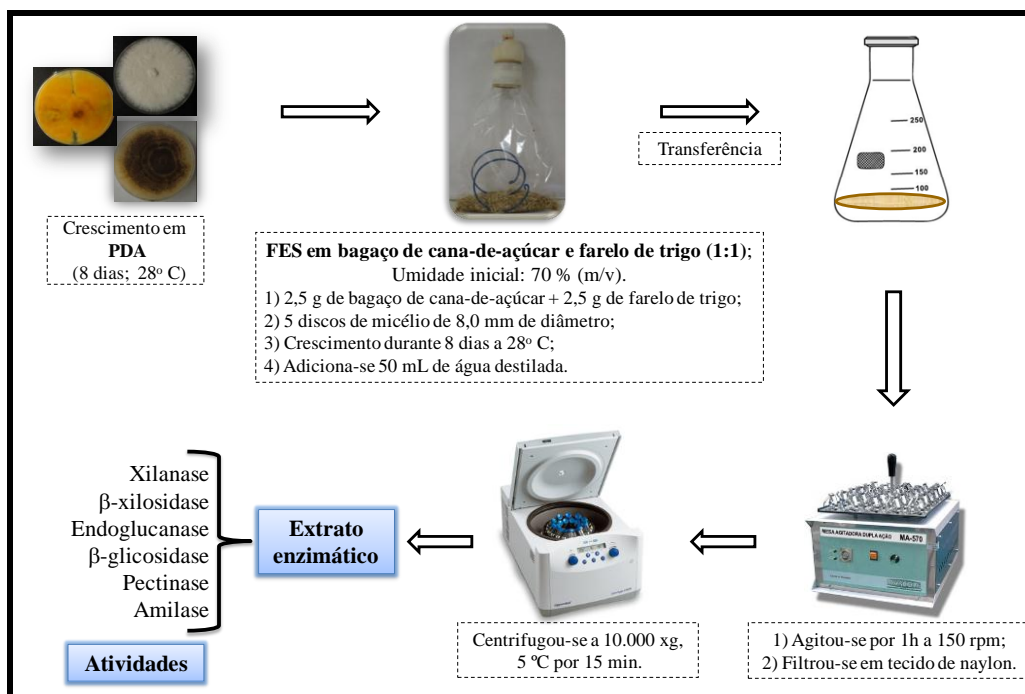 Crescimento em
PDA
(8 dias; 28º C)
FES em bagaço de cana-de-açúcar e farelo de trigo (1:1);
Umidade inicial: 70 % (m/v).
1) 2,5 g de bagaço de cana-de-açúcar + 2,5 g de farelo de trigo;
2) 5 discos de micélio de 8,0 mm de diâmetro;
3) Crescimento durante 8 dias a 28º C;
4) Adiciona-se 50 mL de água destilada.
Transferência
250
200
150
100
MESA AGITADORA DUPLA AÇÃO MA-570
1) Agitou-se por 1h a 150 rpm;
2) Filtrou-se em tecido de naylon.
Centrifugou-se a 10.000 xg,
5 ºC por 15 min.
Extrato
enzimático
Xilanase
β-xilosidase
Endoglucanase
β-glicosidase
Pectinase
Amilase
Atividades